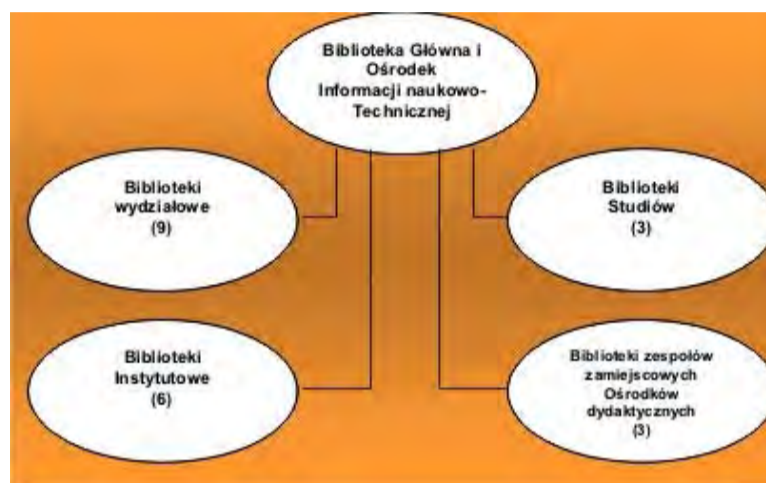 Biblioteka Główna i
Ośrodek
Informacji naukowo-
Technicznej
Biblioteki
wydziałowe
(9)
Biblioteki
Studiów
(3)
Biblioteki
Instytutowe
(6)
Biblioteki zespołów
zamiejscowych
Ośrodków
dydaktycznych
(3)